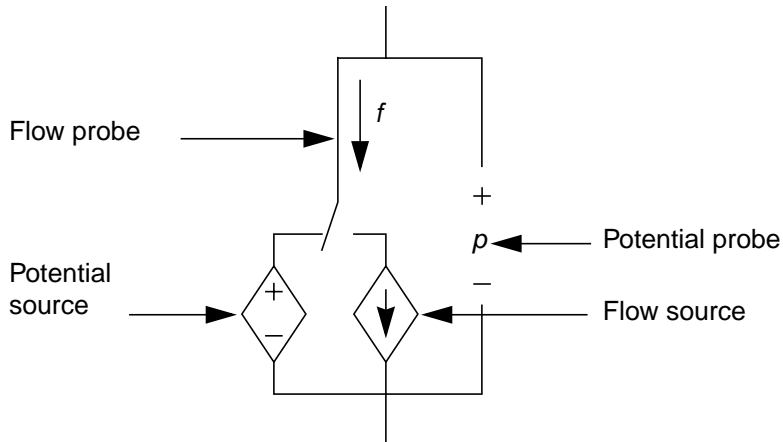 f
Flow probe
+
p
Potential probe
−
Potential
source
+
−
Flow source